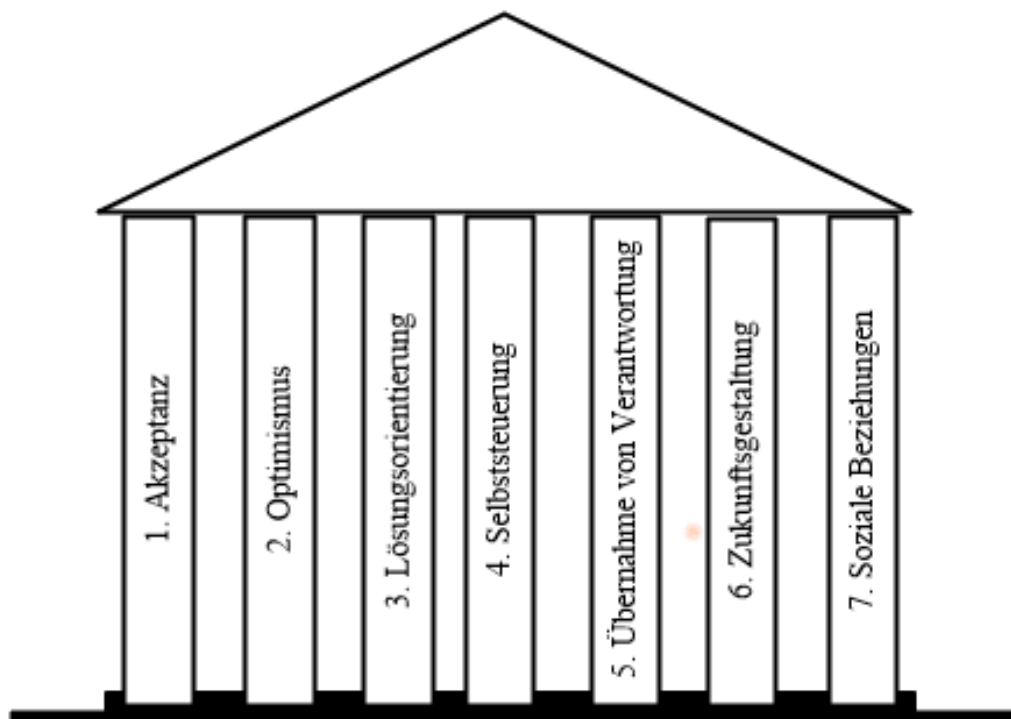 1. Akzeptanz
2. Optimismus
3. Lösungsorientierung
4. Selbststeuerung
5. Übernahme von Verantwortung
6. Zukunftsgestaltung
7. Soziale Beziehungen